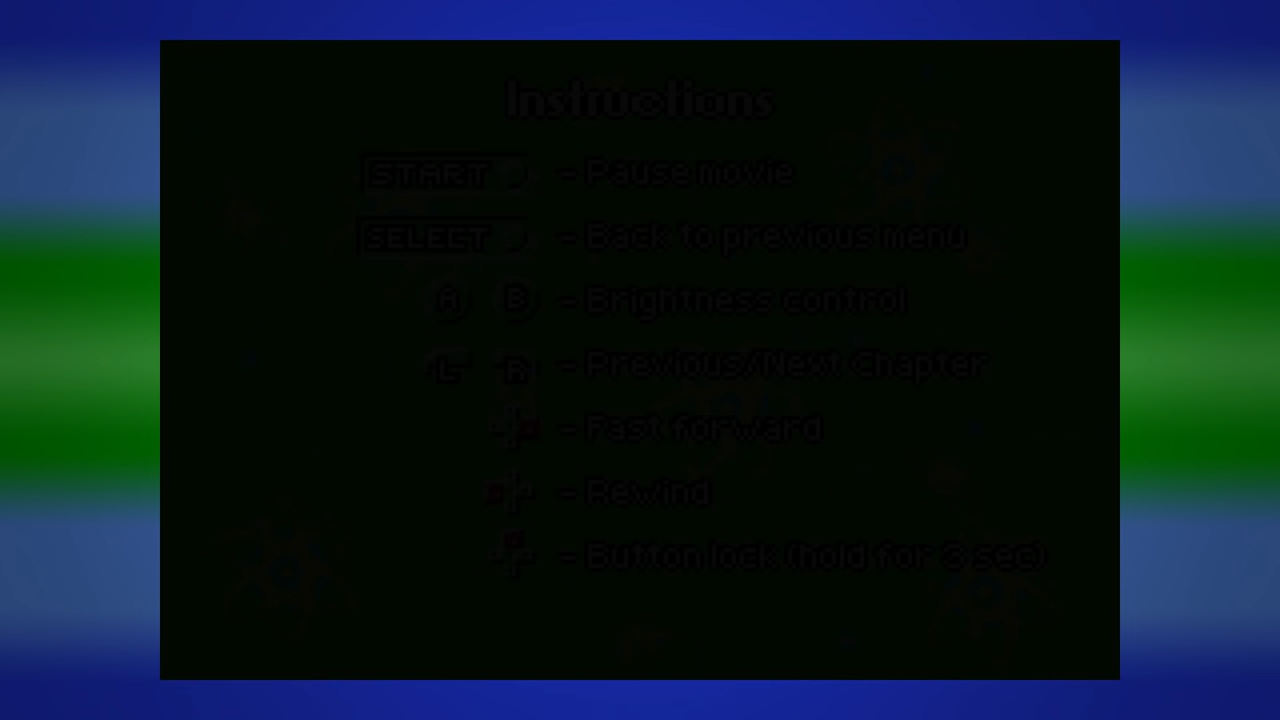 Instructions
START - Pause movie
SELECT - Back to previous menu
A B - Brightness control
L R - Previous/Next Chapter
- Fast forward
- Rewind
- Button lock (hold for 3 sec)